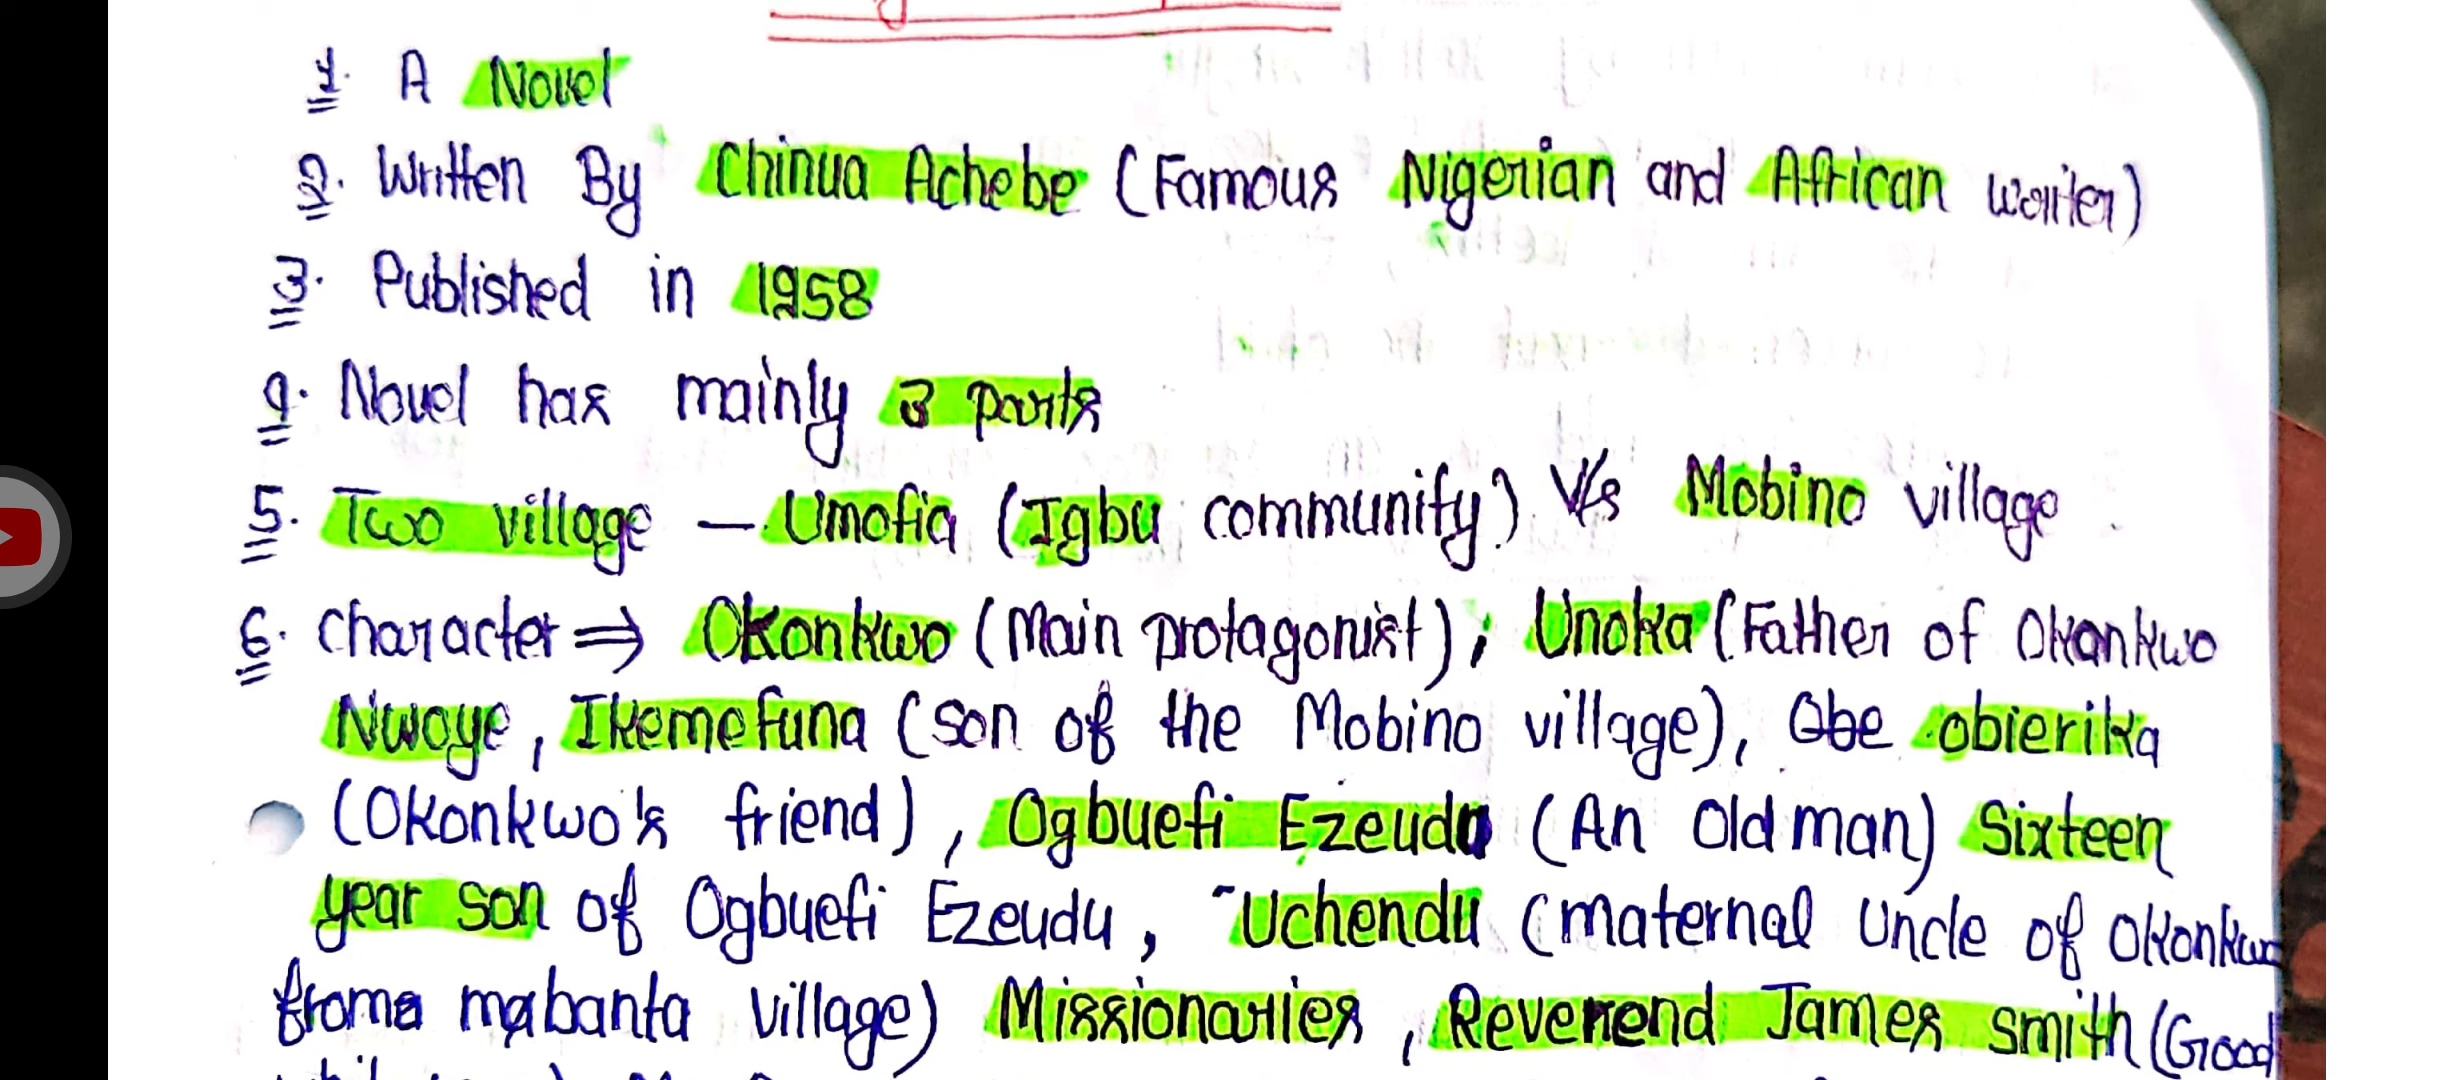 1. A Novel
2. Written By Chinua Achebe (Famous Nigerian and African writer)
3. Published in 1958
4. Novel has mainly 3 parts
5. Two village – Umofia (Igbu community) V/s Mobino village
6. Character ⇒ Okonkwo (Main protagonist); Unoka (Father of Okonkwo
Nwoye, Ikemefuna (son of the Mobino village), Obe obierika
(Okonkwo's friend), Ogbuefi Ezeudu (An old man) Sixteen
year son of Ogbuefi Ezeudu, Uchendu (maternal uncle of Okonkwo
from mabanta village) Missionaries, Reverend James smith (Good